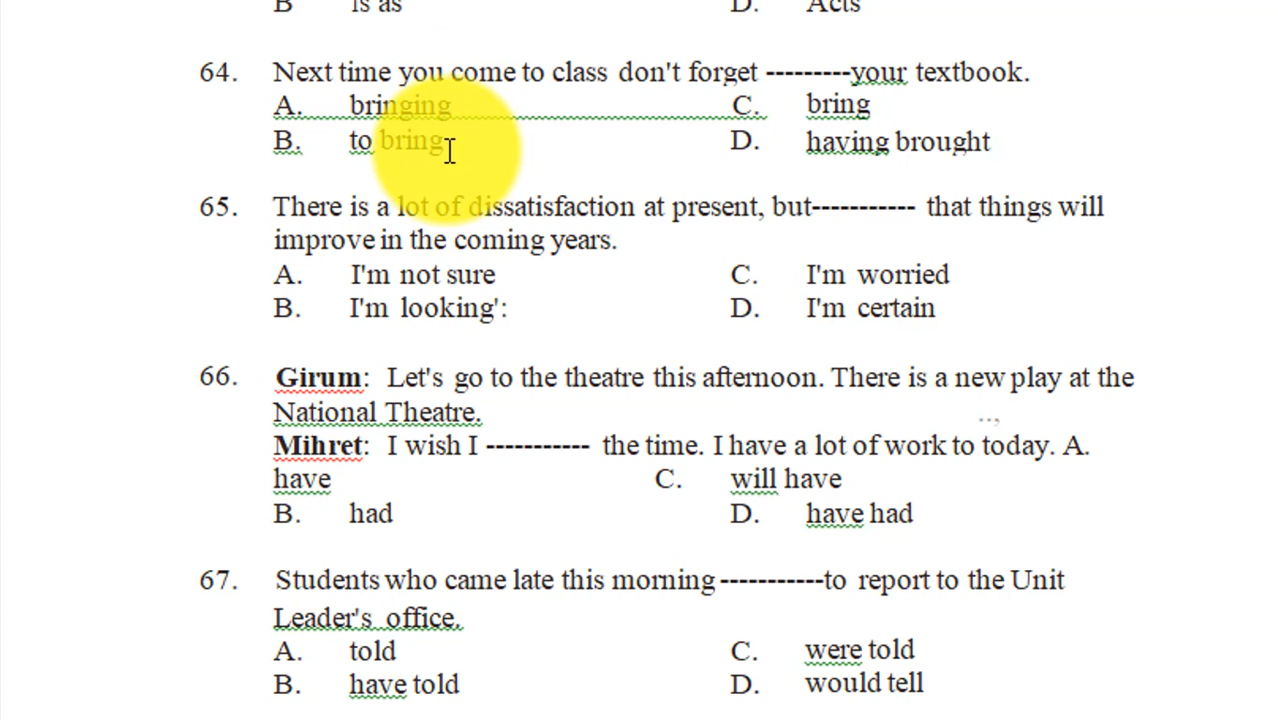 B is as D. Acts
64. Next time you come to class don't forget ---------your textbook.
A. bringing C. bring
B. to bring D. having brought
65. There is a lot of dissatisfaction at present, but----------- that things will
improve in the coming years.
A. I'm not sure C. I'm worried
B. I'm looking': D. I'm certain
66. Girum: Let's go to the theatre this afternoon. There is a new play at the
National Theatre. ..,
Mihret: I wish I ----------- the time. I have a lot of work to today. A.
have C. will have
B. had D. have had
67. Students who came late this morning -----------to report to the Unit
Leader's office.
A. told C. were told
B. have told D. would tell